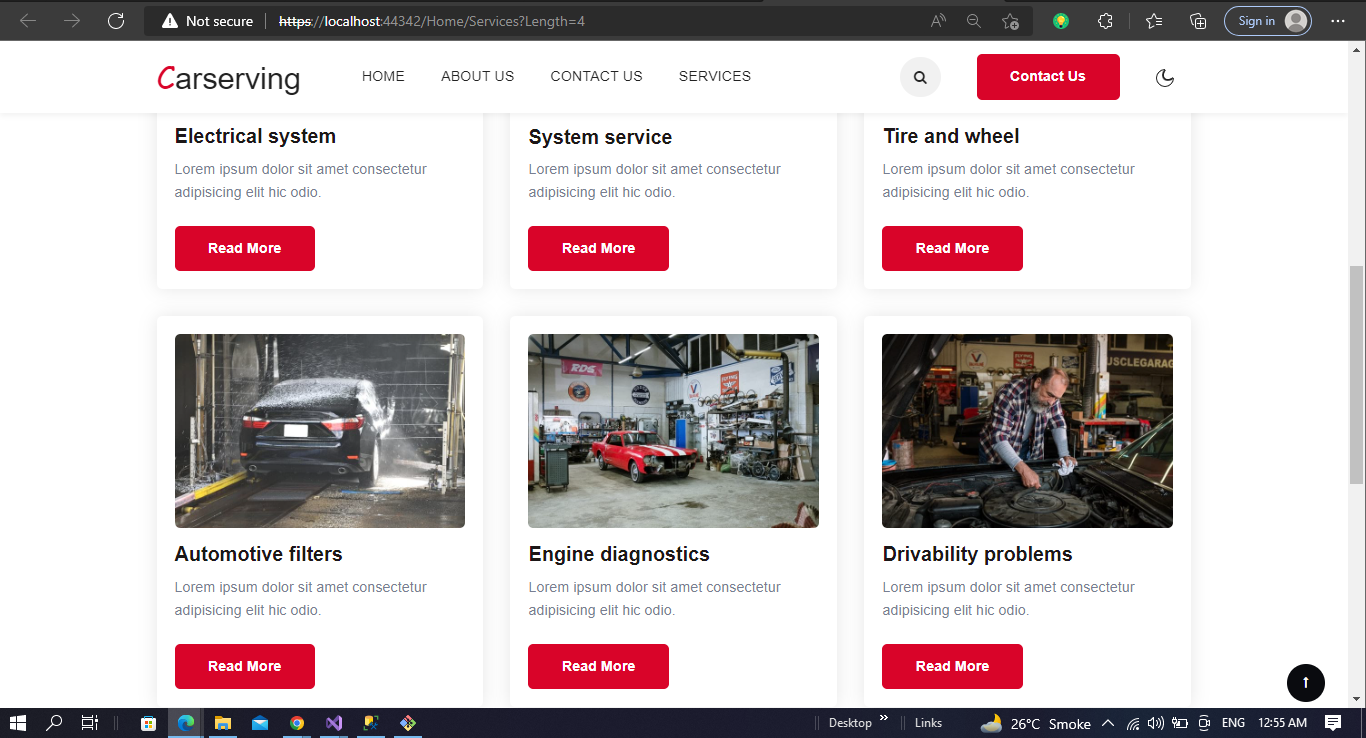 Not secure
https://localhost:44342/Home/Services?Length=4
Sign in
Carserving
HOME
ABOUT US
CONTACT US
SERVICES
Contact Us
Electrical system
System service
Tire and wheel
Lorem ipsum dolor sit amet consectetur
adipisicing elit hic odio.
Lorem ipsum dolor sit amet consectetur
adipisicing elit hic odio.
Lorem ipsum dolor sit amet consectetur
adipisicing elit hic odio.
Read More
Read More
Read More
RDS
MUSCLEGARAG
Automotive filters
Engine diagnostics
Drivability problems
Lorem ipsum dolor sit amet consectetur
adipisicing elit hic odio.
Lorem ipsum dolor sit amet consectetur
adipisicing elit hic odio.
Lorem ipsum dolor sit amet consectetur
adipisicing elit hic odio.
Read More
Read More
Read More
Desktop
Links
26°C Smoke
ENG
12:55 AM